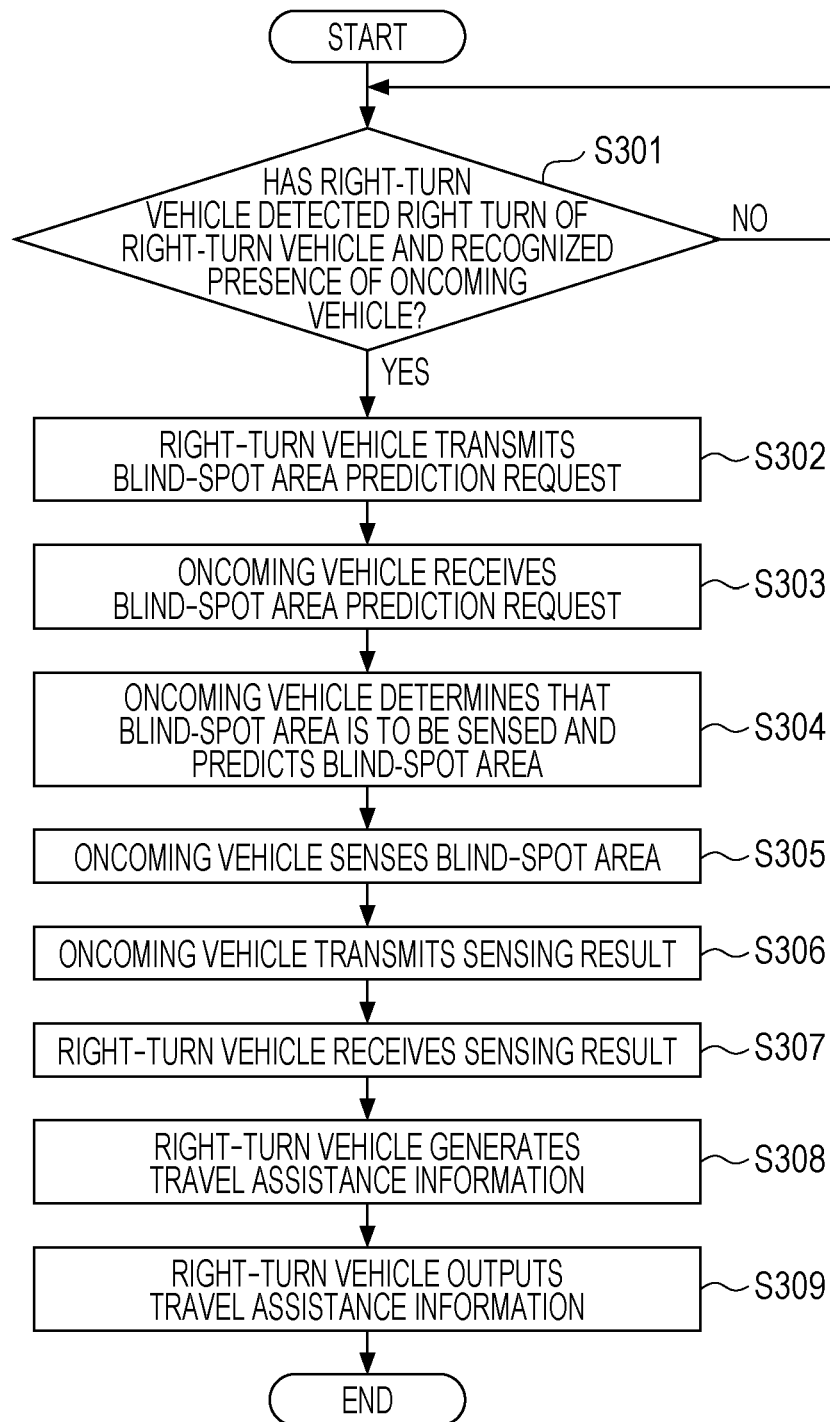 START
S301
HAS RIGHT-TURN
VEHICLE DETECTED RIGHT TURN OF
RIGHT-TURN VEHICLE AND RECOGNIZED
PRESENCE OF ONCOMING
VEHICLE?
NO
YES
RIGHT-TURN VEHICLE TRANSMITS
BLIND-SPOT AREA PREDICTION REQUEST
S302
ONCOMING VEHICLE RECEIVES
BLIND-SPOT AREA PREDICTION REQUEST
S303
ONCOMING VEHICLE DETERMINES THAT
BLIND-SPOT AREA IS TO BE SENSED AND
PREDICTS BLIND-SPOT AREA
S304
ONCOMING VEHICLE SENSES BLIND-SPOT AREA
S305
ONCOMING VEHICLE TRANSMITS SENSING RESULT
S306
RIGHT-TURN VEHICLE RECEIVES SENSING RESULT
S307
RIGHT-TURN VEHICLE GENERATES
TRAVEL ASSISTANCE INFORMATION
S308
RIGHT-TURN VEHICLE OUTPUTS
TRAVEL ASSISTANCE INFORMATION
S309
END